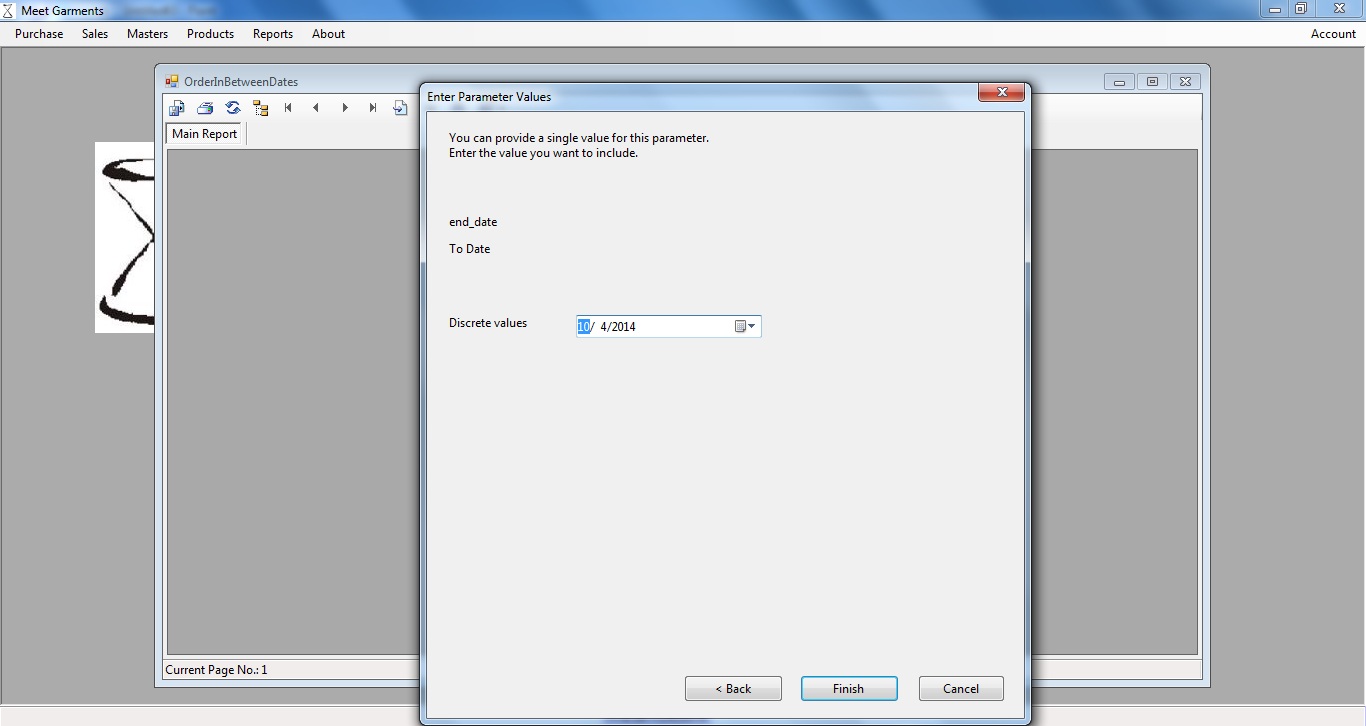 Meet Garments
Purchase Sales Masters Products Reports About Account
OrderInBetweenDates
Main Report
Enter Parameter Values
You can provide a single value for this parameter.
Enter the value you want to include.
end_date
To Date
Discrete values 10/ 4/2014
Current Page No.: 1
< Back Finish Cancel